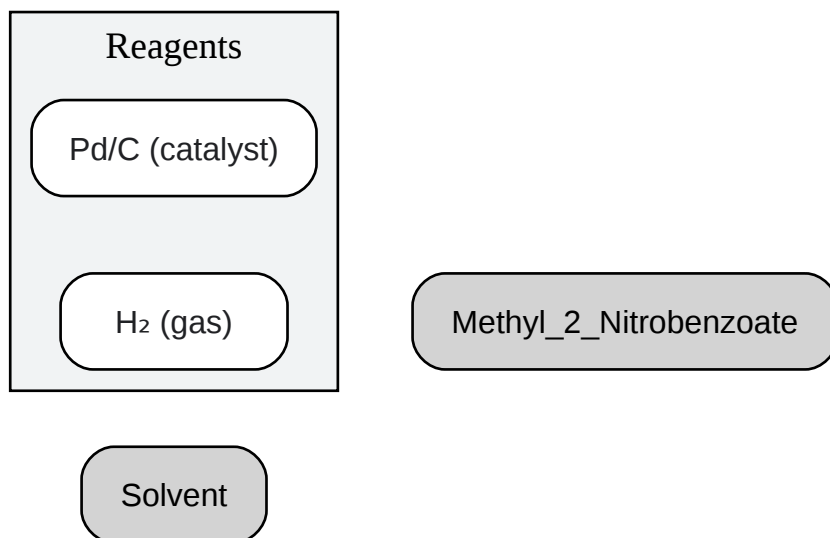 Reagents
Pd/C (catalyst)
H₂ (gas)
Methyl_2_Nitrobenzoate
Solvent